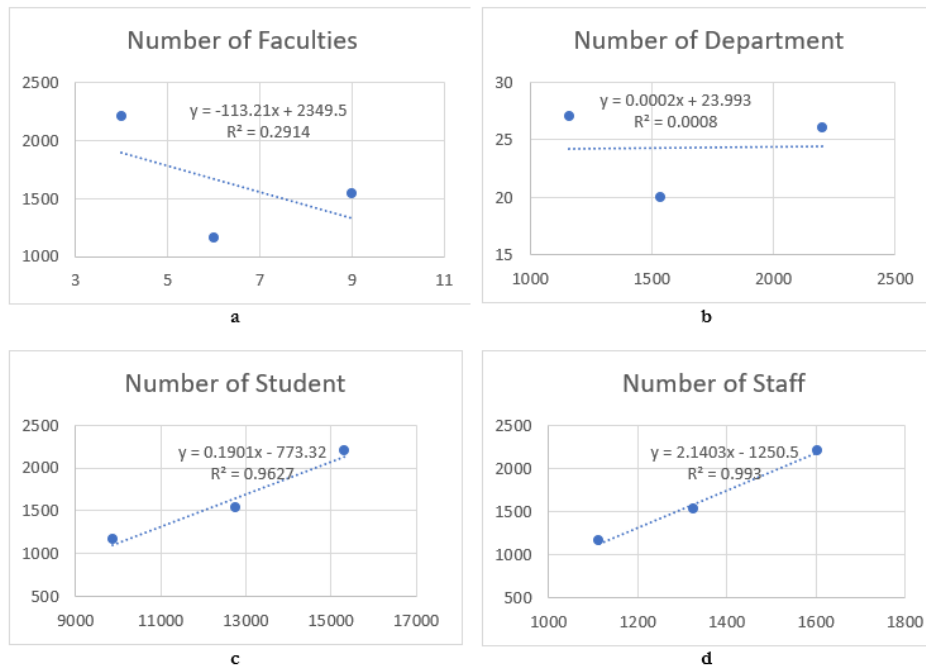 Number of Faculties
2500
y = -113.21x + 2349.5
R² = 0.2914
2000
1500
1000
3 5 7 9 11
a
Number of Department
30
y = 0.0002x + 23.993
R² = 0.0008
25
20
15
1000 1500 2000 2500
b
Number of Student
2500
y = 0.1901x - 773.32
R² = 0.9627
2000
1500
1000
500
9000 11000 13000 15000 17000
c
Number of Staff
2500
y = 2.1403x - 1250.5
R² = 0.993
2000
1500
1000
500
1000 1200 1400 1600 1800
d